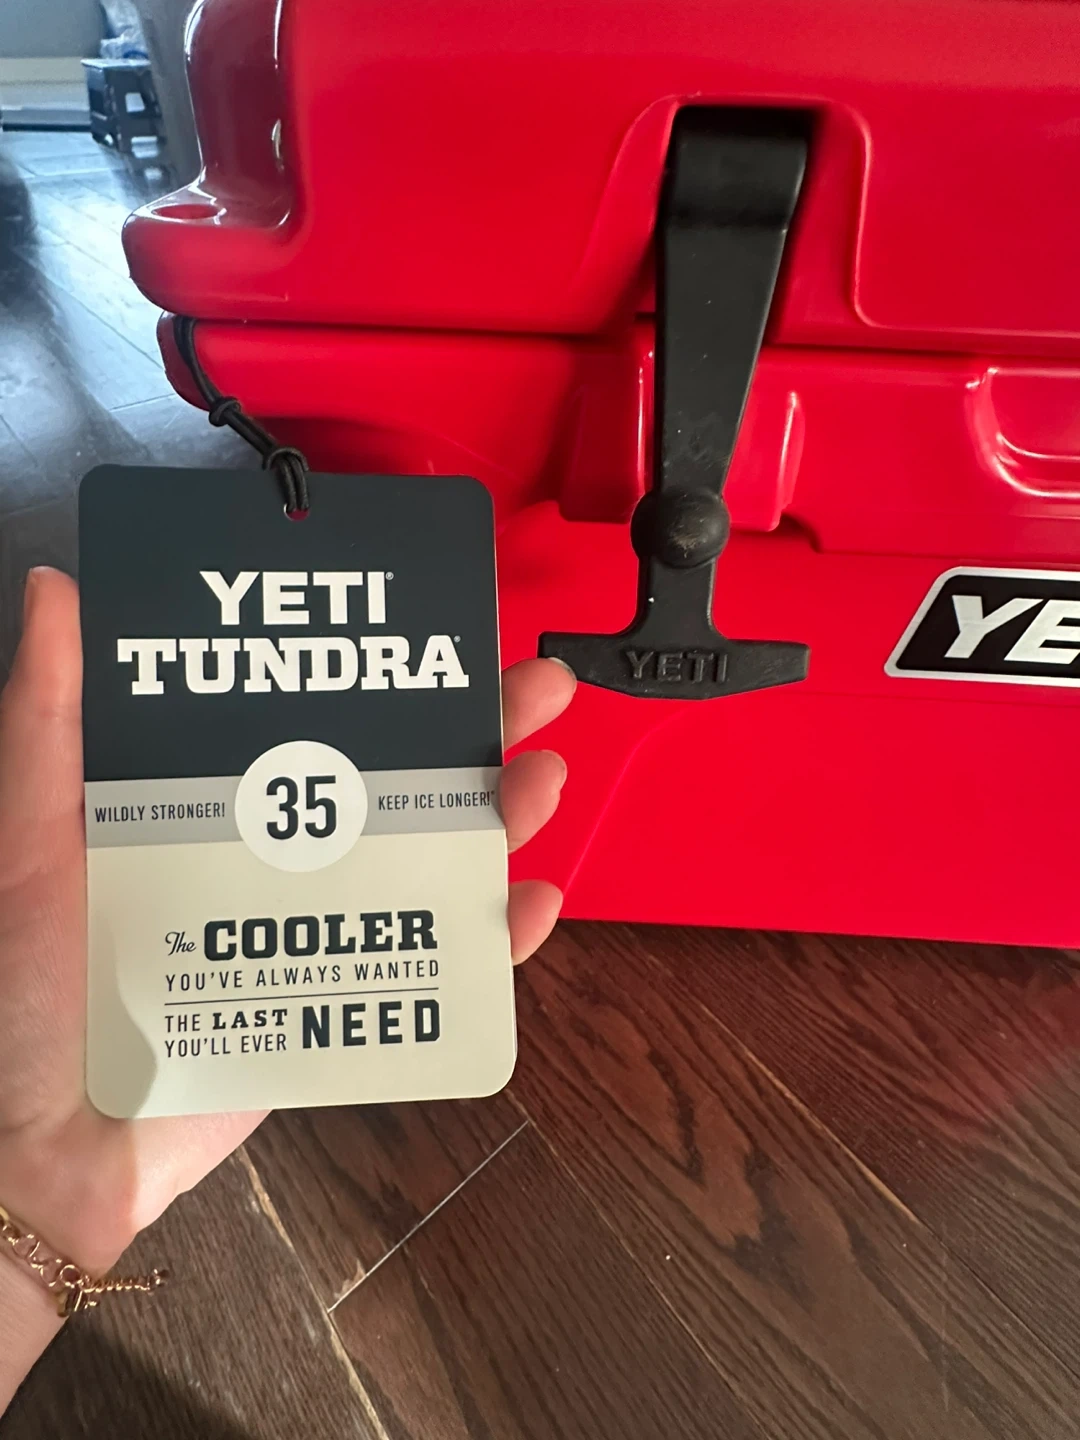 YETI®
TUNDRA®
WILDLY STRONGER! 35 KEEP ICE LONGER!™
The COOLER
YOU'VE ALWAYS WANTED
THE LAST
YOU'LL EVER NEED
YETI
YE